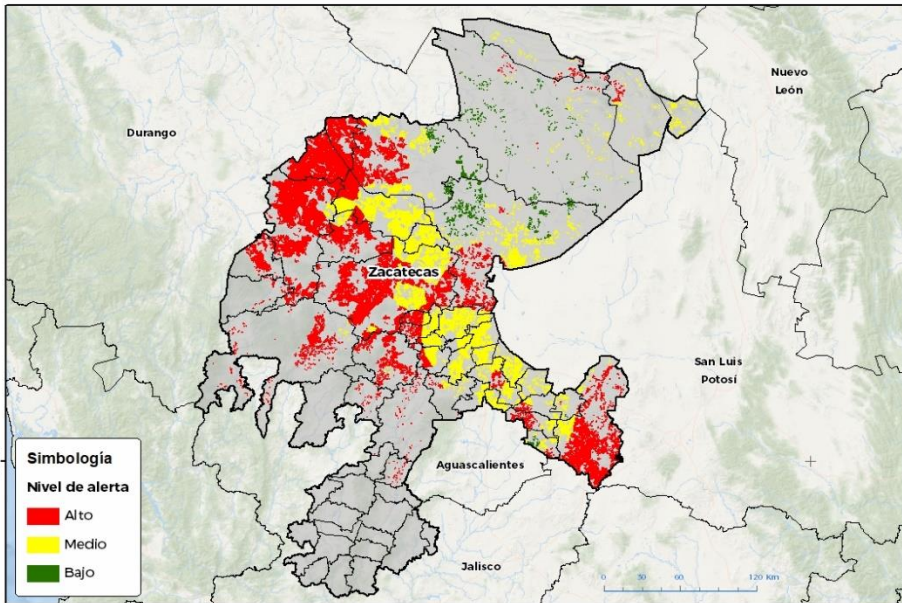 Nuevo
León
Durango
Zacatecas
San Luis
Potosí
Aguascalientes
Jalisco
Simbología
Nivel de alerta
Alto
Medio
Bajo
0 30 60 120 Km